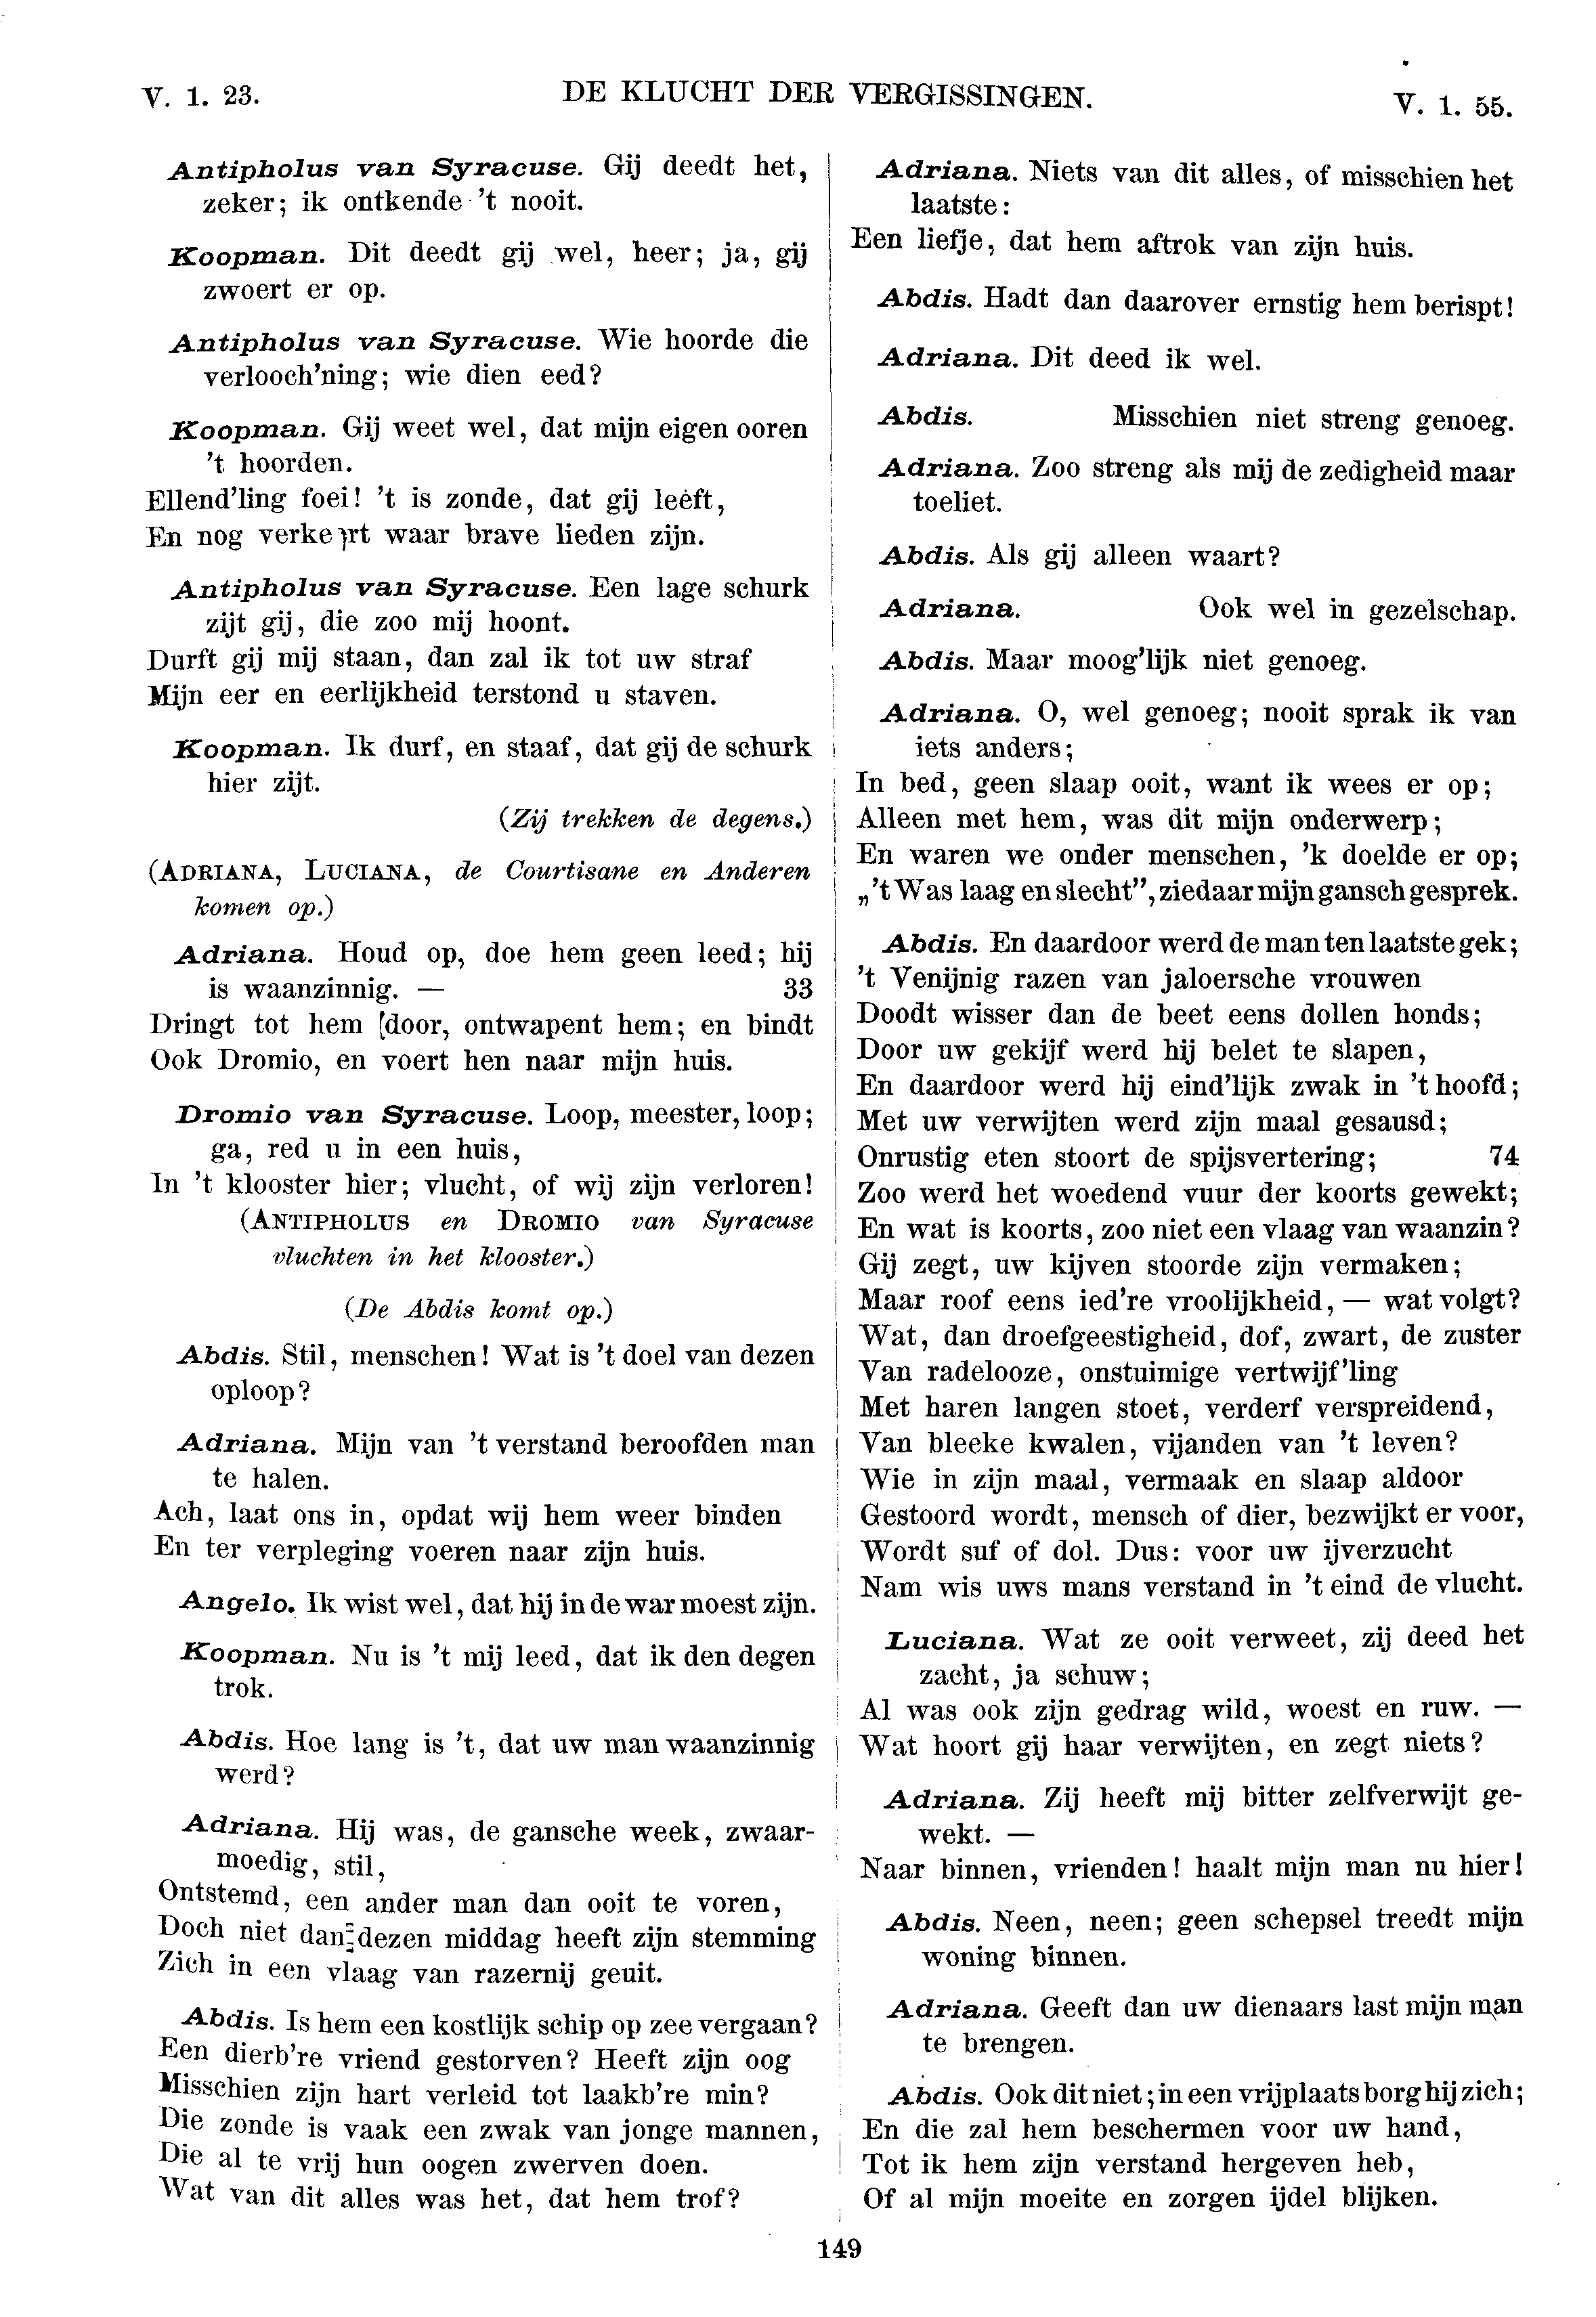 V. 1. 23.
DE KLUCHT DER VERGISSINGEN.
V. 1. 55.
Antipholus van Syracuse. Gij deedt het,
zeker; ik ontkende 't nooit.
Koopman. Dit deedt gij wel, heer; ja, gij
zwoert er op.
Antipholus van Syracuse. Wie hoorde die
verlooch'ning; wie dien eed?
Koopman. Gij weet wel, dat mijn eigen ooren
't hoorden.
Ellend'ling foei! 't is zonde, dat gij leeft,
En nog verkeert waar brave lieden zijn.
Antipholus van Syracuse. Een lage schurk
zijt gij, die zoo mij hoont.
Durft gij mij staan, dan zal ik tot uw straf
Mijn eer en eerlijkheid terstond u staven.
Koopman. Ik durf, en staaf, dat gij de schurk
hier zijt.
(Zij trekken de degens.)
(ADRIANA, LUCIANA, de Courtisane en Anderen
komen op.)
Adriana. Houd op, doe hem geen leed; hij
is waanzinnig. — 33
Dringt tot hem [door, ontwapent hem; en bindt
Ook Dromio, en voert hen naar mijn huis.
Dromio van Syracuse. Loop, meester, loop;
ga, red u in een huis,
In 't klooster hier; vlucht, of wij zijn verloren!
(ANTIPHOLUS en DROMIO van Syracuse
vluchten in het klooster.)
(De Abdis komt op.)
Abdis. Stil, menschen! Wat is 't doel van dezen
oploop?
Adriana. Mijn van 't verstand beroofden man
te halen.
Ach, laat ons in, opdat wij hem weer binden
En ter verpleging voeren naar zijn huis.
Angelo. Ik wist wel, dat hij in de war moest zijn.
Koopman. Nu is 't mij leed, dat ik den degen
trok.
Abdis. Hoe lang is 't, dat uw man waanzinnig
werd?
Adriana. Hij was, de gansche week, zwaar-
moedig, stil,
Ontstemd, een ander man dan ooit te voren,
Doch niet dan dezen middag heeft zijn stemming
Zich in een vlaag van razernij geuit.
Abdis. Is hem een kostlijk schip op zee vergaan?
Een dierb're vriend gestorven? Heeft zijn oog
Misschien zijn hart verleid tot laakb're min?
Die zonde is vaak een zwak van jonge mannen,
Die al te vrij hun oogen zwerven doen.
Wat van dit alles was het, dat hem trof?
Adriana. Niets van dit alles, of misschien het
laatste:
Een liefje, dat hem aftrok van zijn huis.
Abdis. Hadt dan daarover ernstig hem berispt!
Adriana. Dit deed ik wel.
Abdis. Misschien niet streng genoeg.
Adriana. Zoo streng als mij de zedigheid maar
toeliet.
Abdis. Als gij alleen waart?
Adriana. Ook wel in gezelschap.
Abdis. Maar moog'lijk niet genoeg.
Adriana. O, wel genoeg; nooit sprak ik van
iets anders;
In bed, geen slaap ooit, want ik wees er op;
Alleen met hem, was dit mijn onderwerp;
En waren we onder menschen, 'k doelde er op;
„'t Was laag en slecht”, ziedaar mijn gansch gesprek.
Abdis. En daardoor werd de man ten laatste gek;
't Venijnig razen van jaloersche vrouwen
Doodt wisser dan de beet eens dollen honds;
Door uw gekijf werd hij belet te slapen,
En daardoor werd hij eind'lijk zwak in 't hoofd;
Met uw verwijten werd zijn maal gesausd;
Onrustig eten stoort de spijsvertering; 74
Zoo werd het woedend vuur der koorts gewekt;
En wat is koorts, zoo niet een vlaag van waanzin?
Gij zegt, uw kijven stoorde zijn vermaken;
Maar roof eens ied're vroolijkheid, — wat volgt?
Wat, dan droefgeestigheid, dof, zwart, de zuster
Van radelooze, onstuimige vertwijf'ling
Met haren langen stoet, verderf verspreidend,
Van bleeke kwalen, vijanden van 't leven?
Wie in zijn maal, vermaak en slaap aldoor
Gestoord wordt, mensch of dier, bezwijkt er voor,
Wordt suf of dol. Dus: voor uw ijverzucht
Nam wis uws mans verstand in 't eind de vlucht.
Luciana. Wat ze ooit verweet, zij deed het
zacht, ja schuw;
Al was ook zijn gedrag wild, woest en ruw. —
Wat hoort gij haar verwijten, en zegt niets?
Adriana. Zij heeft mij bitter zelfverwijt ge-
wekt. —
Naar binnen, vrienden! haalt mijn man nu hier!
Abdis. Neen, neen; geen schepsel treedt mijn
woning binnen.
Adriana. Geeft dan uw dienaars last mijn man
te brengen.
Abdis. Ook dit niet; in een vrijplaats borg hij zich;
En die zal hem beschermen voor uw hand,
Tot ik hem zijn verstand hergeven heb,
Of al mijn moeite en zorgen ijdel blijken.
149